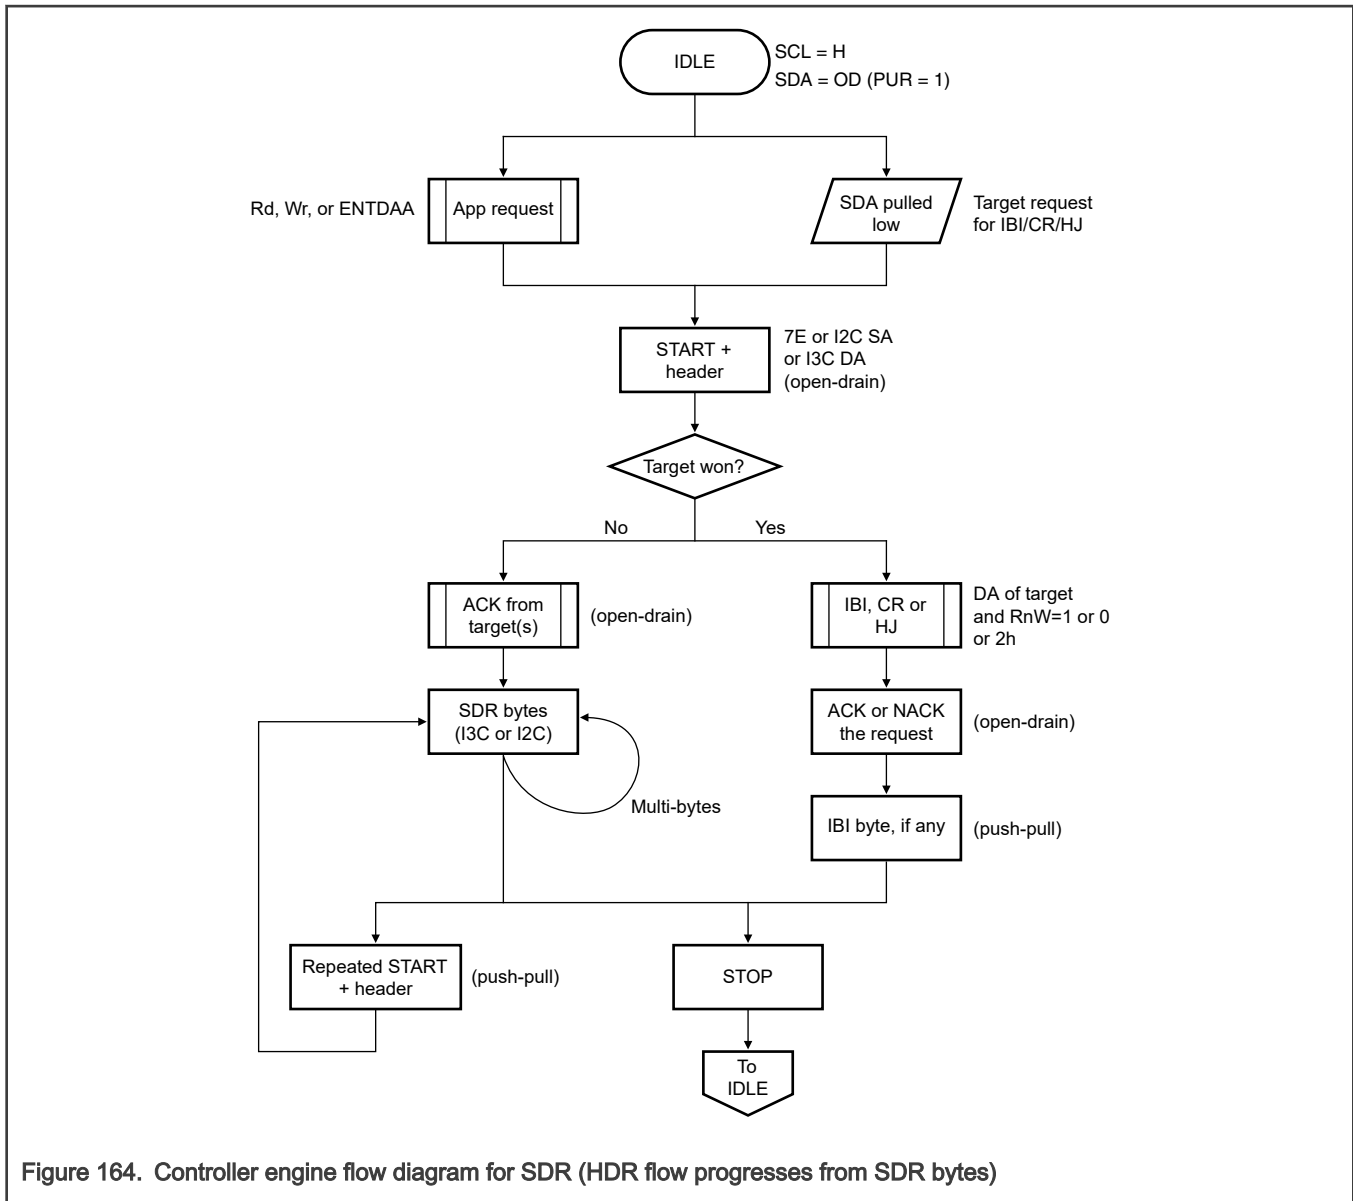 IDLE
SCL = H
SDA = OD (PUR = 1)
Rd, Wr, or ENTDAA
App request
SDA pulled
low
Target request
for IBI/CR/HJ
START +
header
7E or I2C SA
or I3C DA
(open-drain)
Target won?
No
Yes
ACK from
target(s)
(open-drain)
IBI, CR or
HJ
DA of target
and RnW=1 or 0
or 2h
SDR bytes
(I3C or I2C)
ACK or NACK
the request
(open-drain)
Multi-bytes
IBI byte, if any
(push-pull)
Repeated START
+ header
(push-pull)
STOP
To
IDLE
Figure 164. Controller engine flow diagram for SDR (HDR flow progresses from SDR bytes)